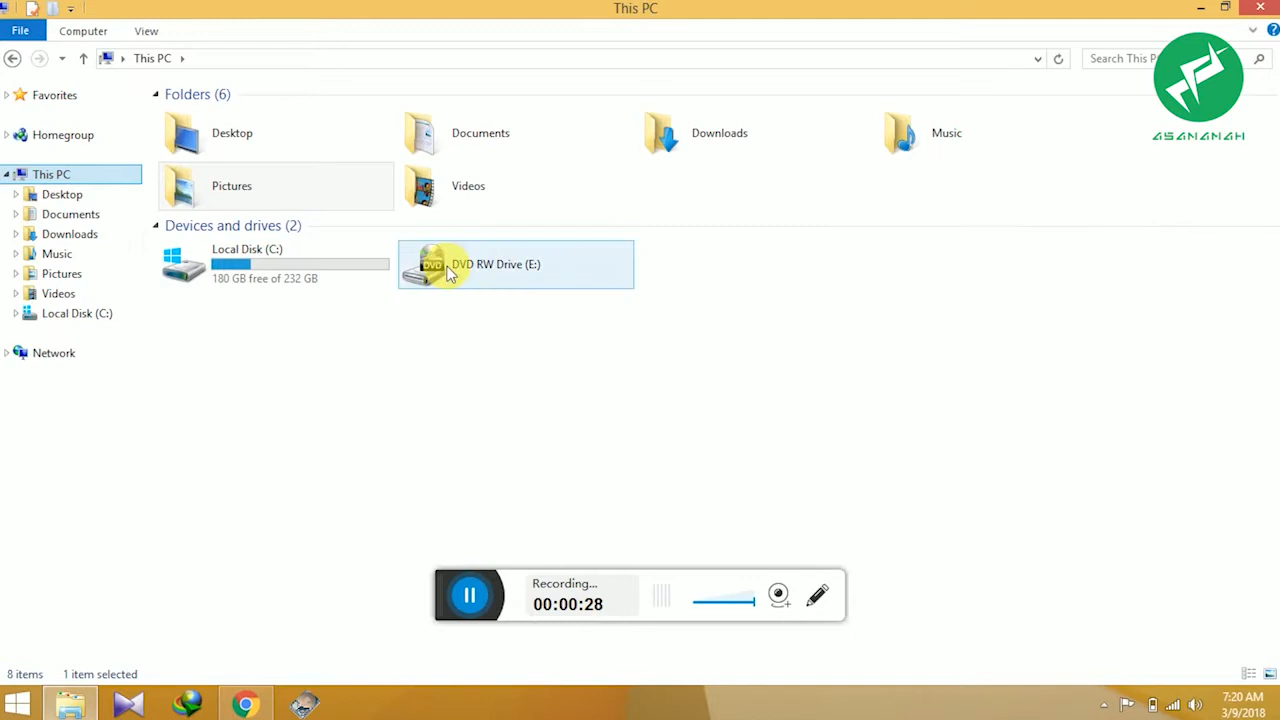 This PC
File Computer View
This PC
Search This P
ASANANAH
Favorites
Homegroup
This PC
Desktop
Documents
Downloads
Music
Pictures
Videos
Local Disk (C:)
Network
Folders (6)
Desktop Documents Downloads Music
Pictures Videos
Devices and drives (2)
Local Disk (C:)
180 GB free of 232 GB
DVD
DVD RW Drive (E:)
Recording...
00:00:28
8 items 1 item selected
7:20 AM
3/9/2018